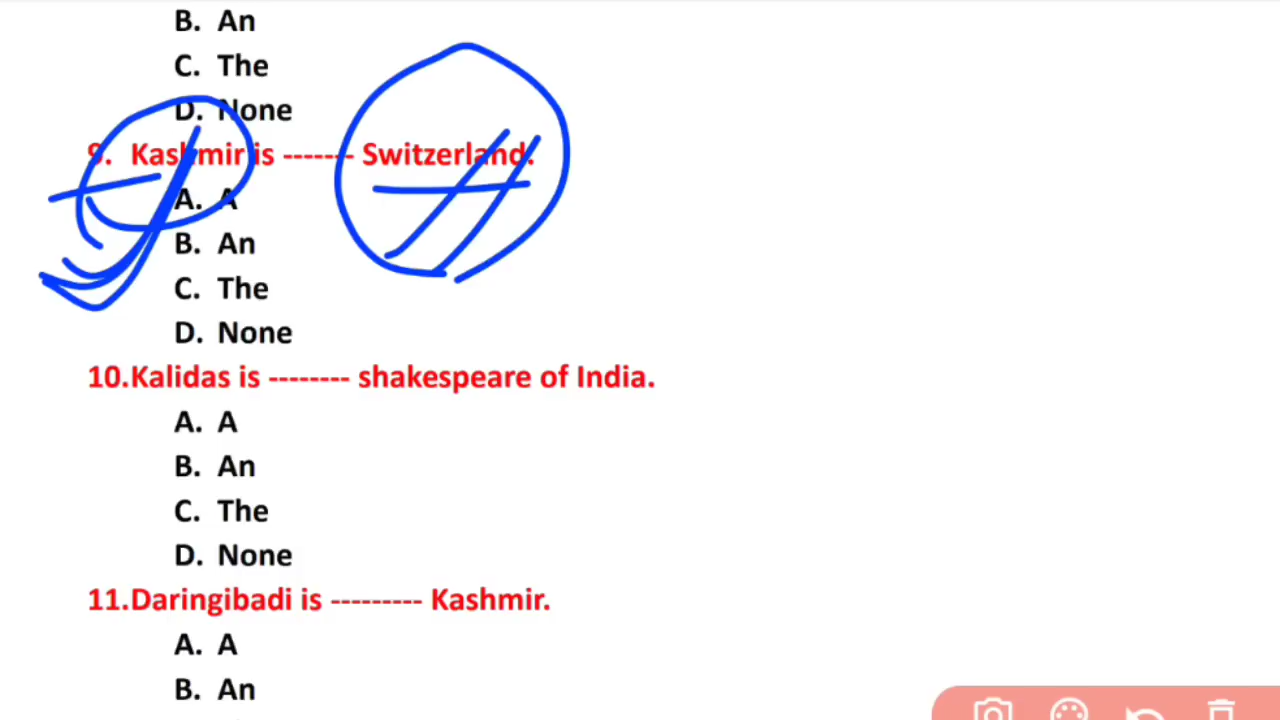 B. An
C. The
D. None
9. Kashmir is ------- Switzerland.
A. A
B. An
C. The
D. None
10.Kalidas is -------- shakespeare of India.
A. A
B. An
C. The
D. None
11.Daringibadi is --------- Kashmir.
A. A
B. An